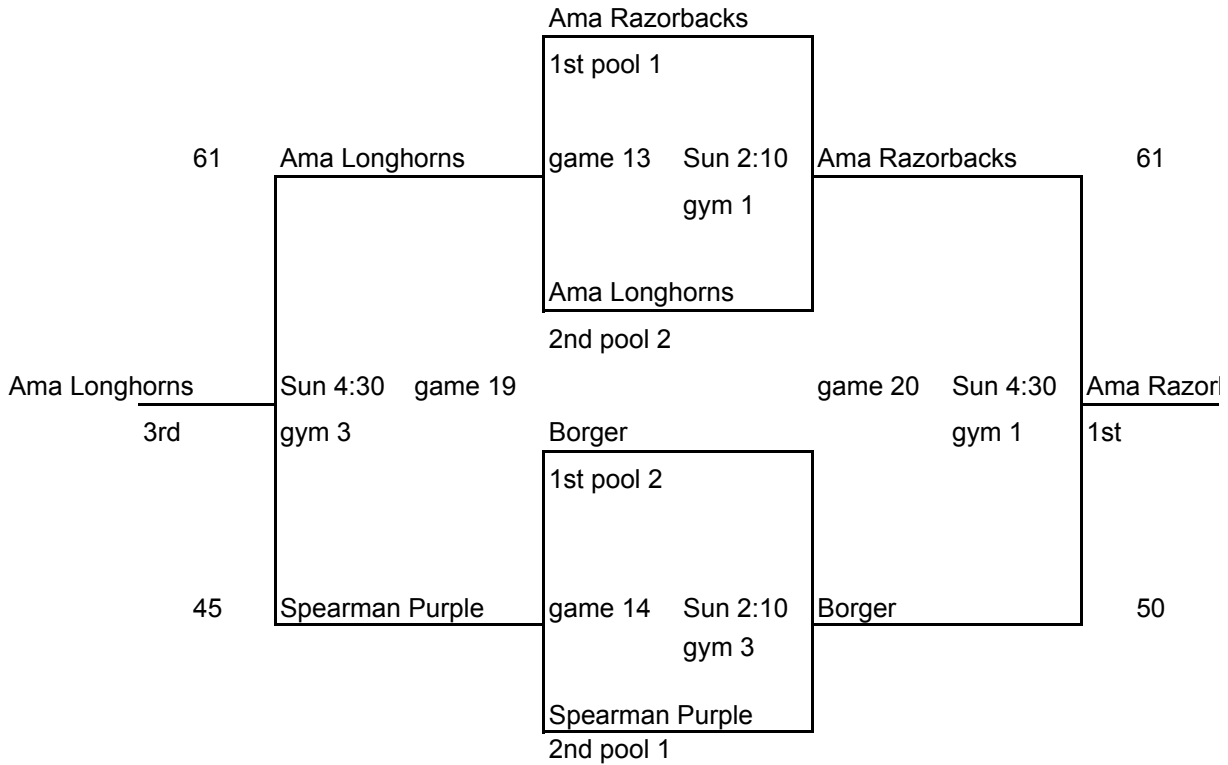 Ama Razorbacks
1st pool 1
61 Ama Longhorns game 13 Sun 2:10 Ama Razorbacks 61
gym 1
Ama Longhorns
2nd pool 2
Ama Longhorns Sun 4:30 game 19 game 20 Sun 4:30 Ama Razor
3rd gym 3 Borger gym 1 1st
1st pool 2
45 Spearman Purple game 14 Sun 2:10 Borger 50
gym 3
Spearman Purple
2nd pool 1